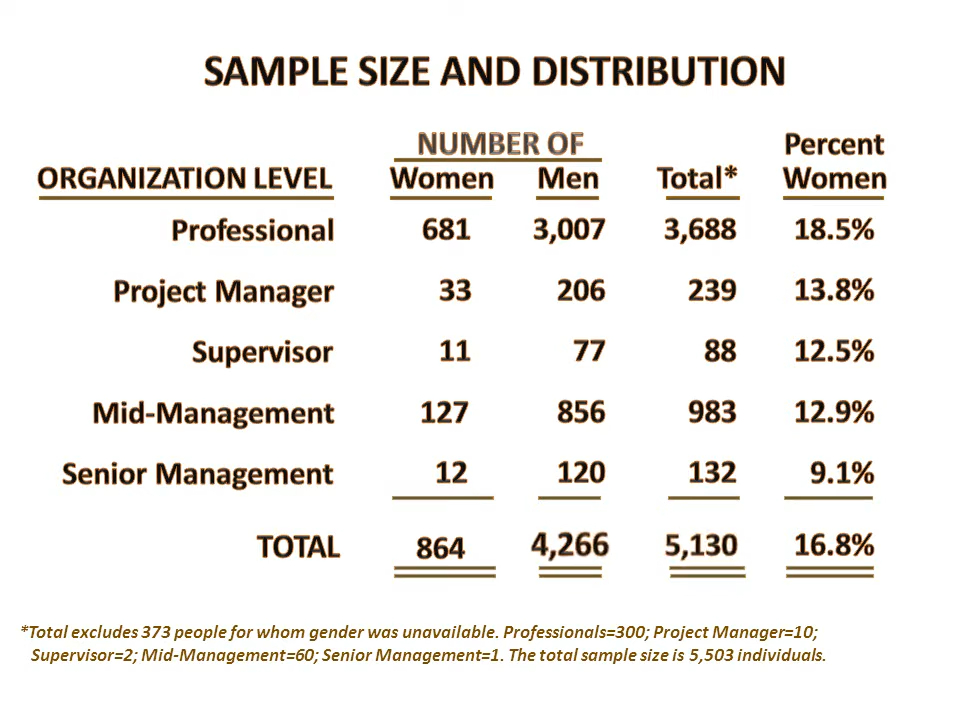 SAMPLE SIZE AND DISTRIBUTION
NUMBER OF Percent
ORGANIZATION LEVEL Women Men Total* Women
Professional 681 3,007 3,688 18.5%
Project Manager 33 206 239 13.8%
Supervisor 11 77 88 12.5%
Mid-Management 127 856 983 12.9%
Senior Management 12 120 132 9.1%
TOTAL 864 4,266 5,130 16.8%
*Total excludes 373 people for whom gender was unavailable. Professionals=300; Project Manager=10;
Supervisor=2; Mid-Management=60; Senior Management=1. The total sample size is 5,503 individuals.